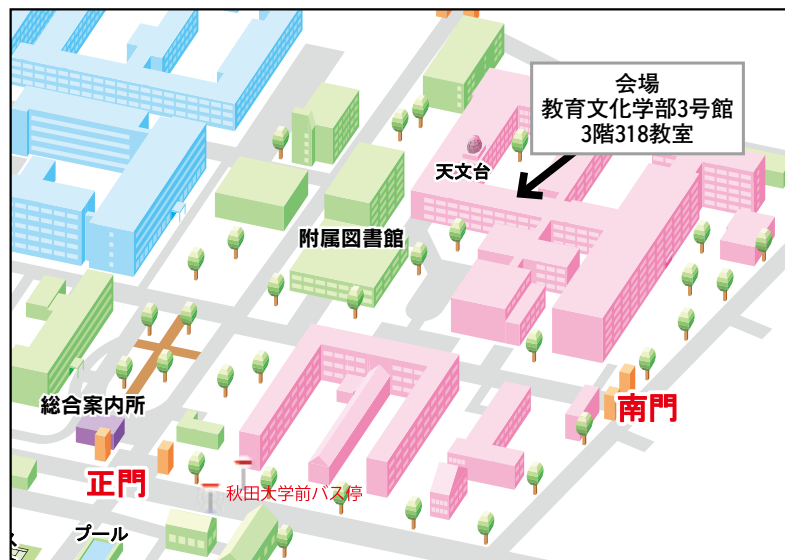 会場
教育文化学部3号館
3階318教室
天文台
附属図書館
総合案内所
南門
正門
秋田大学前バス停
プール
ス